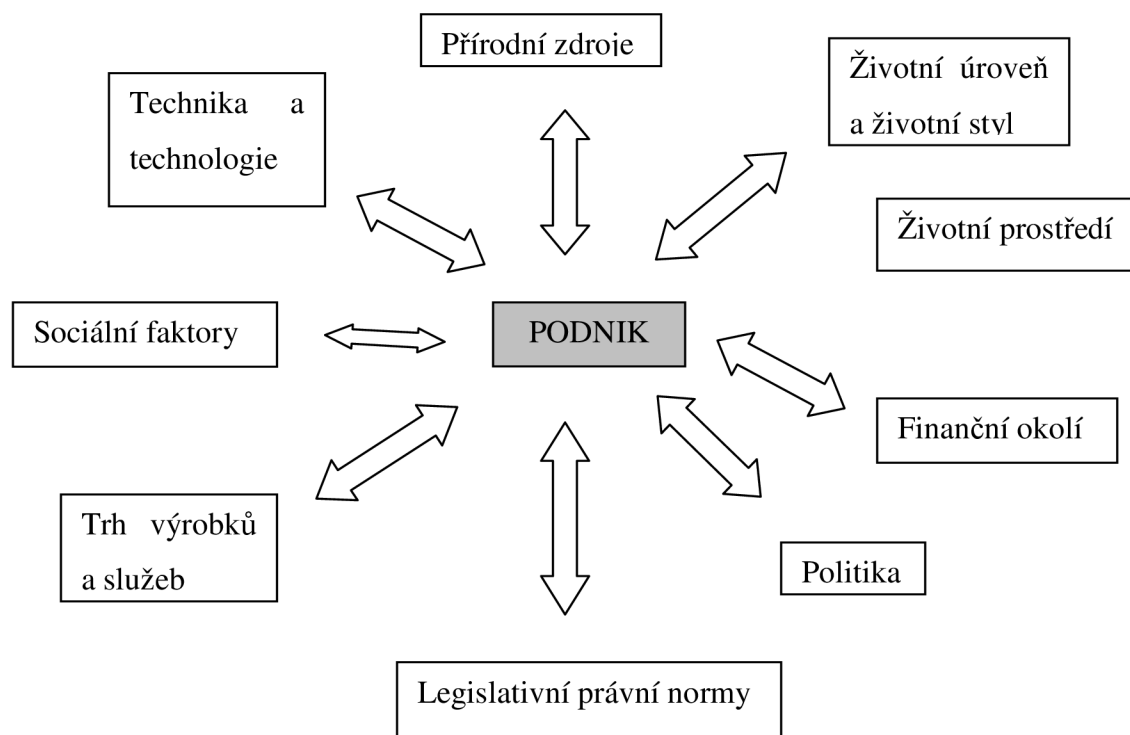 Přírodní zdroje
Životní úroveň
a životní styl
Technika a
technologie
Životní prostředí
Sociální faktory
PODNIK
Finanční okolí
Trh výrobků
a služeb
Politika
Legislativní právní normy